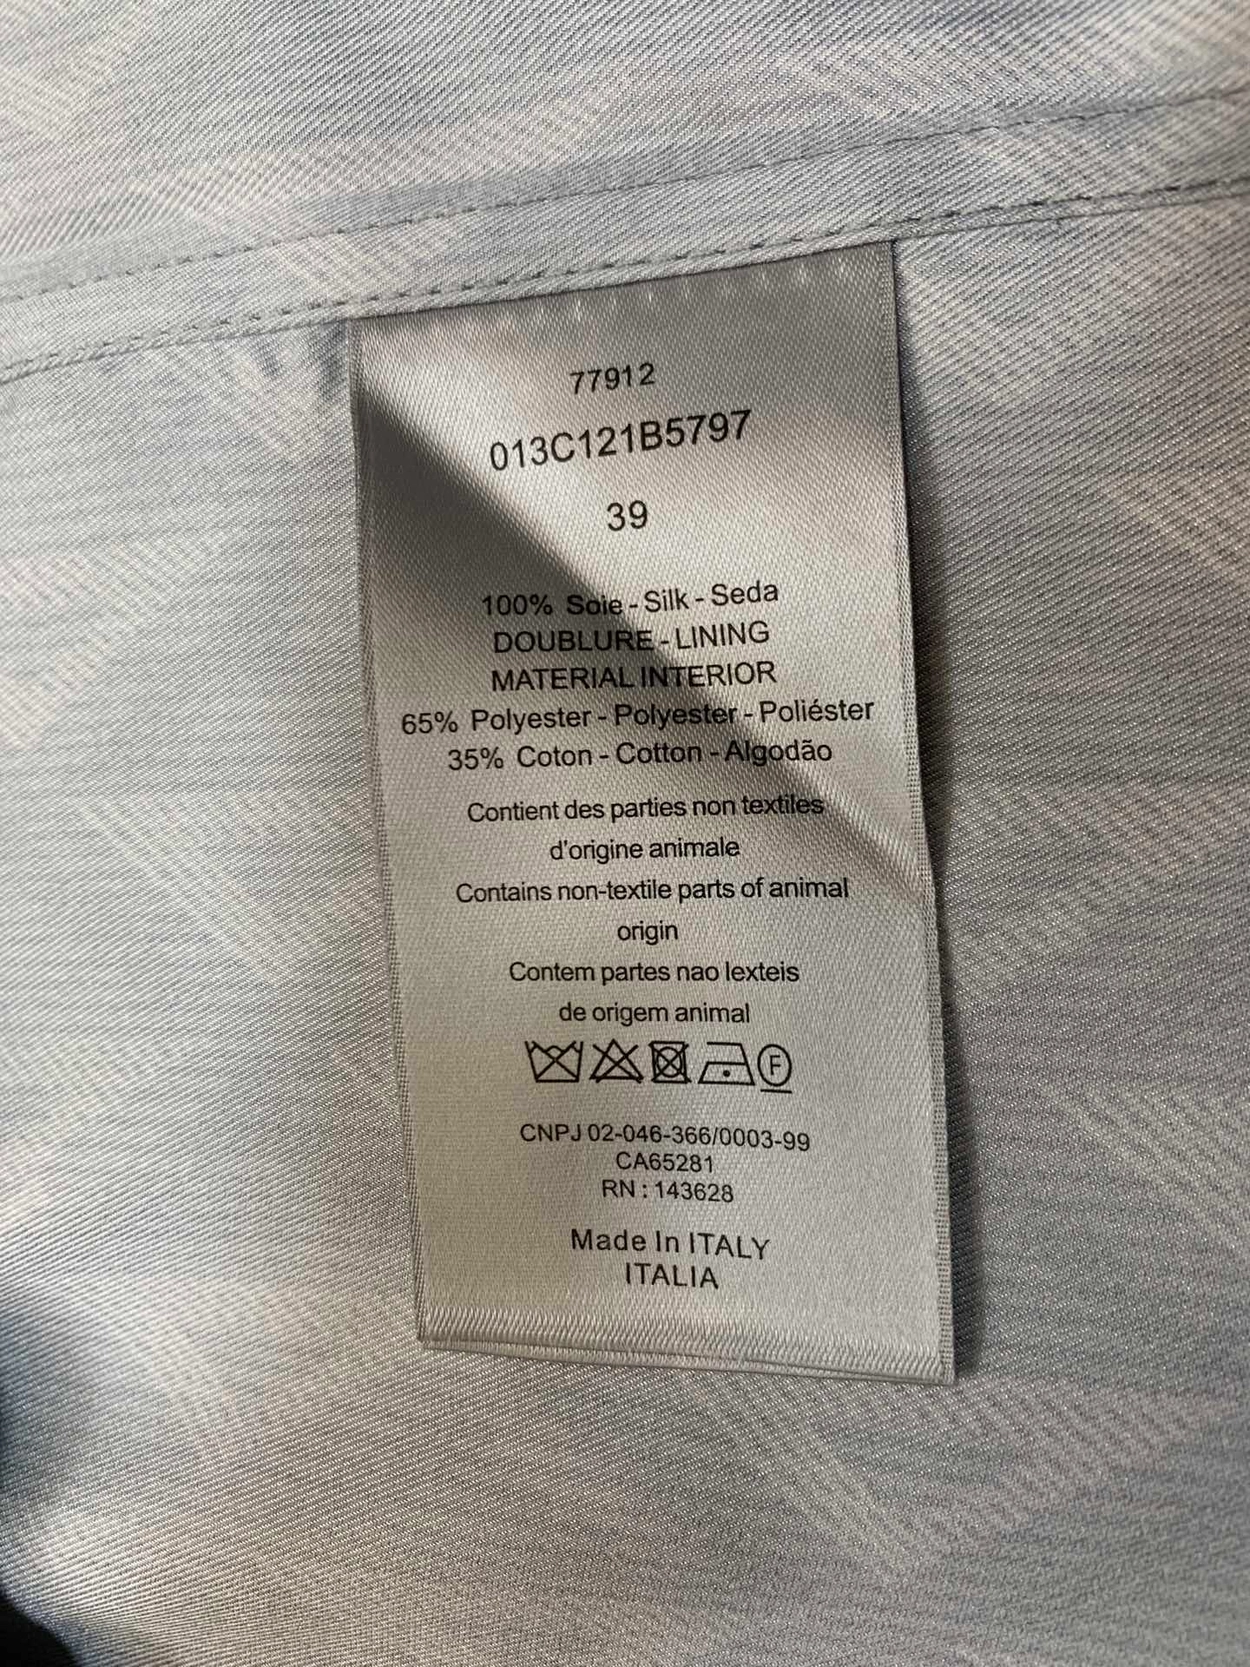 77912
013C121B5797
39
100% Soie - Silk - Seda
DOUBLURE - LINING
MATERIAL INTERIOR
65% Polyester - Polyester - Poliéster
35% Coton - Cotton - Algodão
Contient des parties non textiles
d'origine animale
Contains non-textile parts of animal
origin
Contem partes nao lexteis
de origem animal
F
CNPJ 02-046-366/0003-99
CA65281
RN : 143628
Made In ITALY
ITALIA